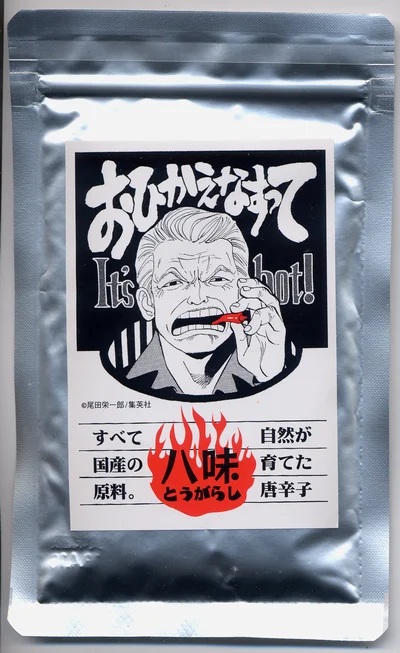 おひかえなすって
It's hot!
©尾田栄一郎/集英社
すべて
国産の
原料。
八味
とうがらし
自然が
育てた
唐辛子